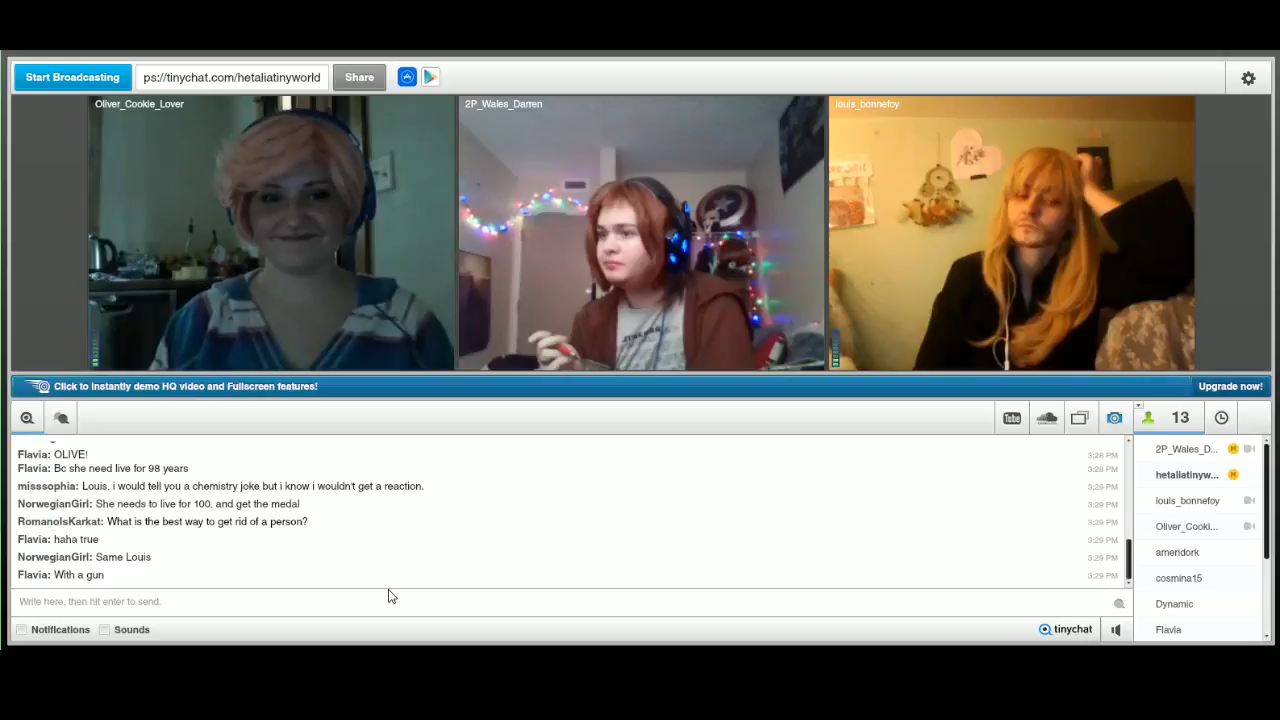 Start Broadcasting
ps://tinychat.com/hetaliatinyworld
Share
Oliver_Cookie_Lover
2P_Wales_Darren
louis_bonnefoy
Click to instantly demo HQ video and Fullscreen features!
Upgrade now!
You Tube
13
Flavia: OLIVE! 3:28 PM
Flavia: Bc she need live for 98 years 3:28 PM
misssophia: Louis, i would tell you a chemistry joke but i know i wouldn't get a reaction. 3:29 PM
NorwegianGirl: She needs to live for 100, and get the medal 3:29 PM
RomanoIsKarkat: What is the best way to get rid of a person? 3:29 PM
Flavia: haha true 3:29 PM
NorwegianGirl: Same Louis 3:29 PM
Flavia: With a gun 3:29 PM
Write here, then hit enter to send.
Notifications
Sounds
tinychat
2P_Wales_D... M
hetaliatinyw... M
louis_bonnefoy
Oliver_Cooki...
ameridork
cosmina15
Dynamic
Flavia